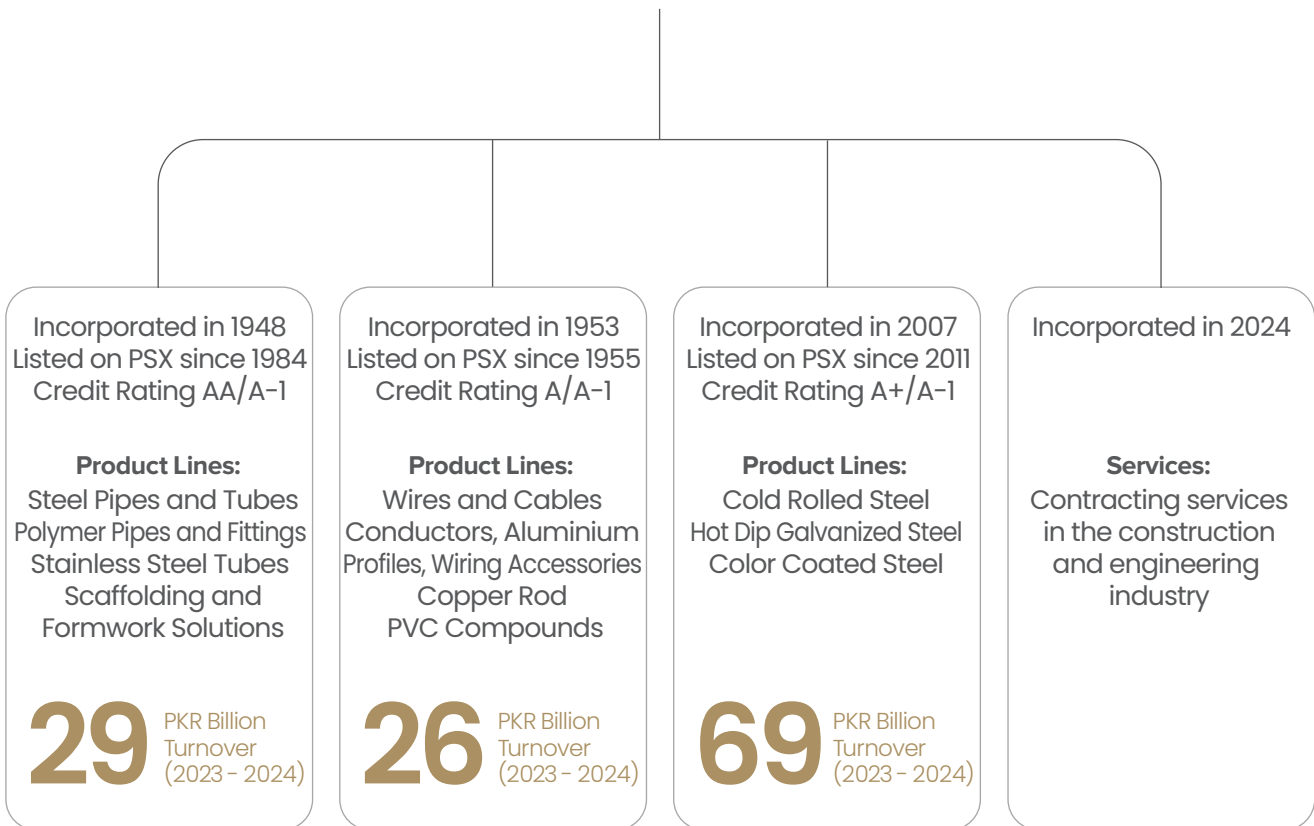 Incorporated in 1948
Listed on PSX since 1984
Credit Rating AA/A-1
Product Lines:
Steel Pipes and Tubes
Polymer Pipes and Fittings
Stainless Steel Tubes
Scaffolding and
Formwork Solutions
29
PKR Billion
Turnover
(2023 - 2024)
Incorporated in 1953
Listed on PSX since 1955
Credit Rating A/A-1
Product Lines:
Wires and Cables
Conductors, Aluminium
Profiles, Wiring Accessories
Copper Rod
PVC Compounds
26
PKR Billion
Turnover
(2023 - 2024)
Incorporated in 2007
Listed on PSX since 2011
Credit Rating A+/A-1
Product Lines:
Cold Rolled Steel
Hot Dip Galvanized Steel
Color Coated Steel
69
PKR Billion
Turnover
(2023 - 2024)
Incorporated in 2024
Services:
Contracting services
in the construction
and engineering
industry